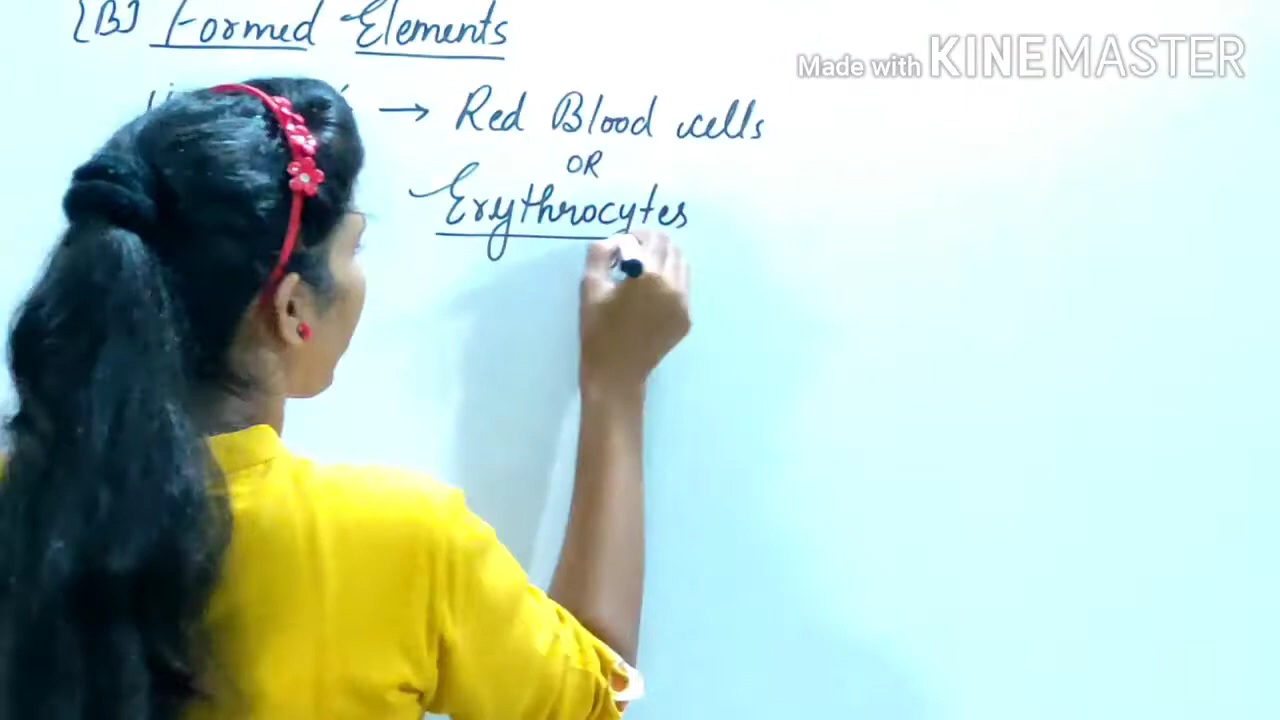 [B] Formed Elements
Made with KINEMASTER
→ Red Blood cells
OR
Erythrocytes